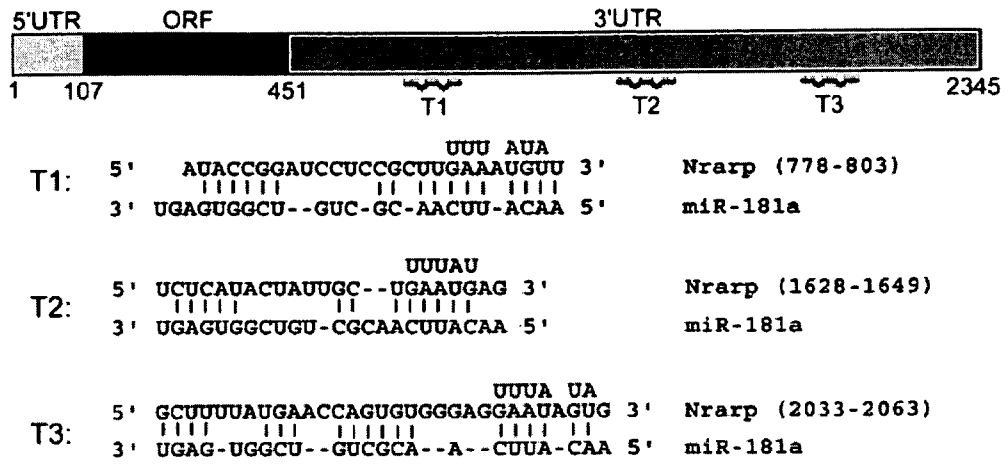 5'UTR ORF 3'UTR
1 107 451 T1 T2 T3 2345
UUU AUA
T1: 5' AUACCGGAUCCUCCGCUUGAAAUGUU 3' Nrarp (778-803)
3' UGAGUGGCU--GUC-GC-AACUU-ACAA 5' miR-181a
UUUAU
T2: 5' UCUCAUACUAUUGC--UGAAUGAG 3' Nrarp (1628-1649)
3' UGAGUGGCUGU-CGCAACUUACAA 5' miR-181a
UUUA UA
T3: 5' GCUUUUAUGAACCAGUGUGGGAGGAAUAGUG 3' Nrarp (2033-2063)
3' UGAG-UGGCU--GUCGCA--A--CUUA-CAA 5' miR-181a